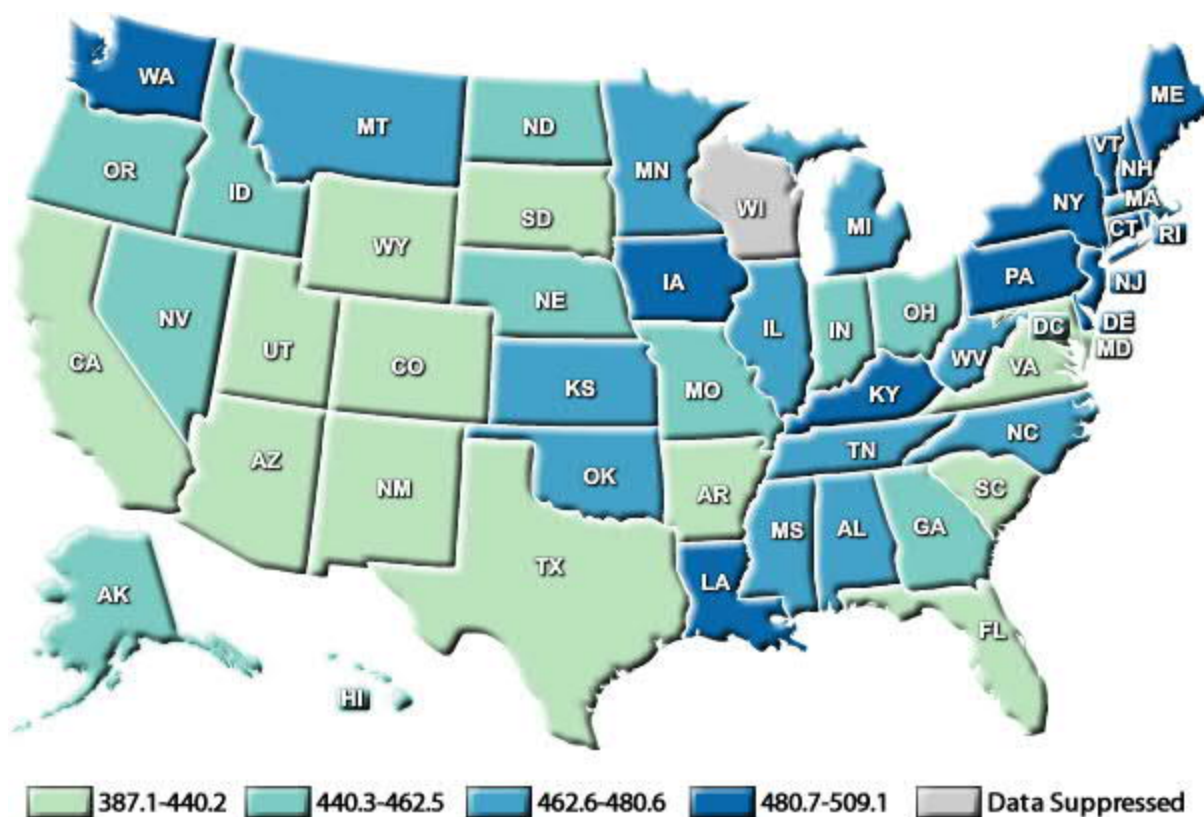 WA
MT
ND
MN
ME
VT
NH
OR
ID
SD
WI
NY
MA
WY
MI
CT
RI
IA
PA
NE
NJ
NV
IL
IN
OH
DE
UT
DC
CO
WV
MD
CA
VA
KS
MO
KY
NC
TN
AZ
NM
OK
AR
SC
MS
AL
GA
TX
LA
AK
FL
HI
387.1-440.2
440.3-462.5
462.6-480.6
480.7-509.1
Data Suppressed